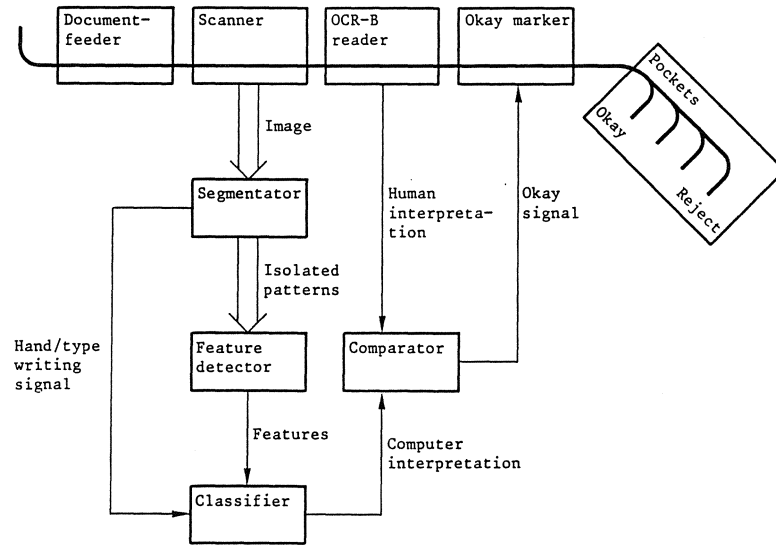 Document-
feeder
Scanner
OCR-B
reader
Okay marker
Pockets
Okay
Reject
Image
Segmentator
Human
interpreta-
tion
Okay
signal
Isolated
patterns
Hand/type
writing
signal
Feature
detector
Comparator
Features
Computer
interpretation
Classifier